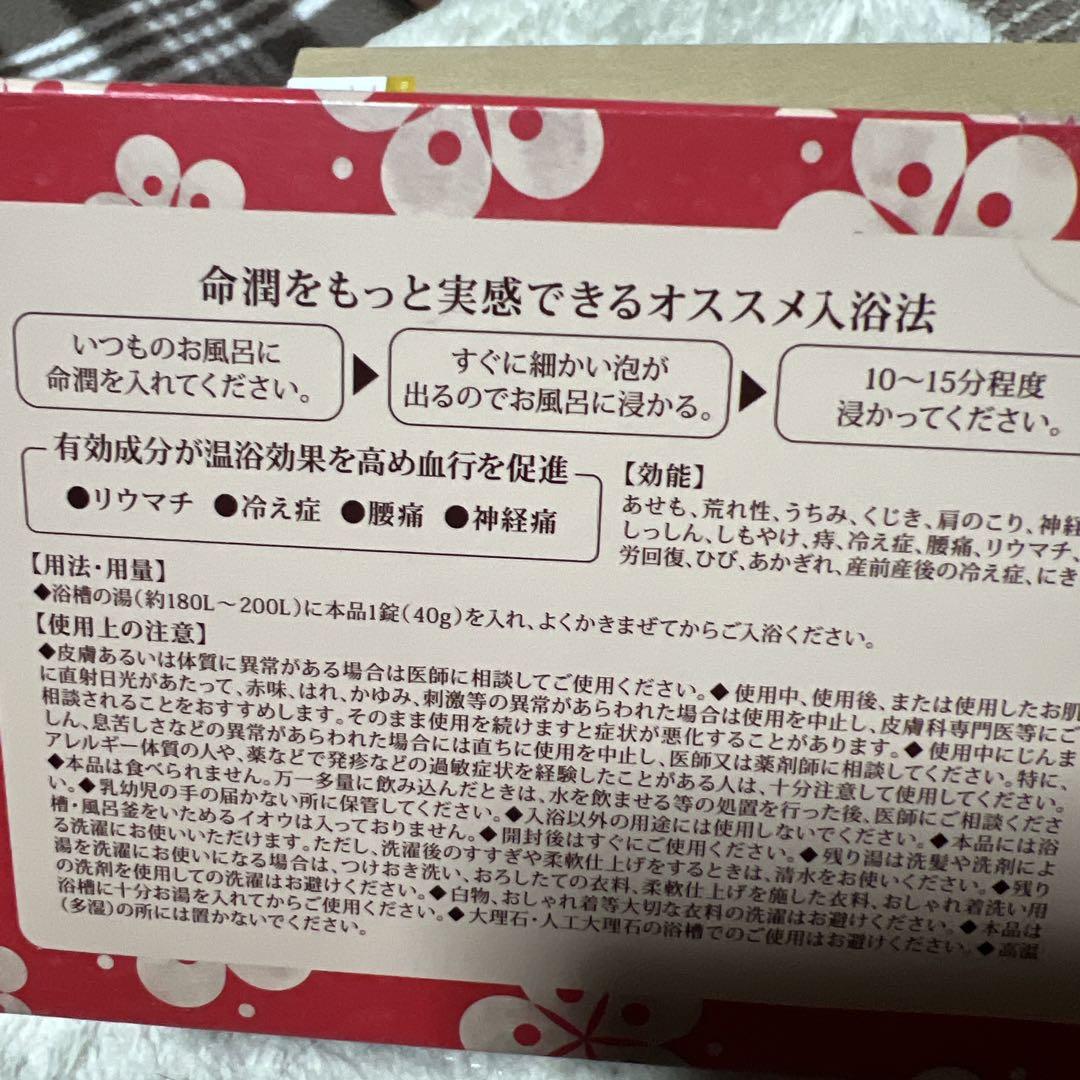 命潤をもっと実感できるオススメ入浴法
いつものお風呂に
命潤を入れてください。
すぐに細かい泡が
出るのでお風呂に浸かる。
10〜15分程度
浸かってください。
有効成分が温浴効果を高め血行を促進
●リウマチ ●冷え症 ●腰痛 ●神経痛
【効能】
あせも、荒れ性、うちみ、くじき、肩のこり、神経
しっしん、しもやけ、痔、冷え症、腰痛、リウマチ、
労回復、ひび、あかぎれ、産前産後の冷え症、にき
【用法・用量】
◆浴槽の湯(約180L〜200L)に本品1錠(40g)を入れ、よくかきまぜてからご入浴ください。
【使用上の注意】
◆皮膚あるいは体質に異常がある場合は医師に相談してご使用ください。◆使用中、使用後、または使用したお肌
に直射日光があたって、赤味、はれ、かゆみ、刺激等の異常があらわれた場合は使用を中止し、皮膚科専門医等にご
相談されることをおすすめします。そのまま使用を続けますと症状が悪化することがあります。◆使用中にじんま
しん、息苦しさなどの異常があらわれた場合には直ちに使用を中止し、医師又は薬剤師に相談してください。特に、
アレルギー体質の人や、薬などで発疹などの過敏症状を経験したことがある人は、十分注意して使用してください。
◆本品は食べられません。万一多量に飲み込んだときは、水を飲ませる等の処置を行った後、医師にご相談くださ
い。◆乳幼児の手の届かない所に保管してください。◆入浴以外の用途には使用しないでください。◆本品には浴
槽・風呂釜をいためるイオウは入っておりません。◆開封後はすぐにご使用ください。◆残り湯は洗髪や洗剤によ
る洗濯にお使いいただけます。ただし、洗濯後のすすぎや柔軟仕上げをするときは、清水をお使いください。◆残り
湯を洗濯にお使いになる場合は、つけおき洗い、おろしたての衣料、柔軟仕上げを施した衣料、おしゃれ着洗い用
の洗剤を使用しての洗濯はお避けください。◆白物、おしゃれ着等大切な衣料の洗濯はお避けください。◆本品は
浴槽に十分お湯を入れてからご使用ください。◆大理石・人工大理石の浴槽でのご使用はお避けください。◆高温
(多湿)の所には置かないでください。